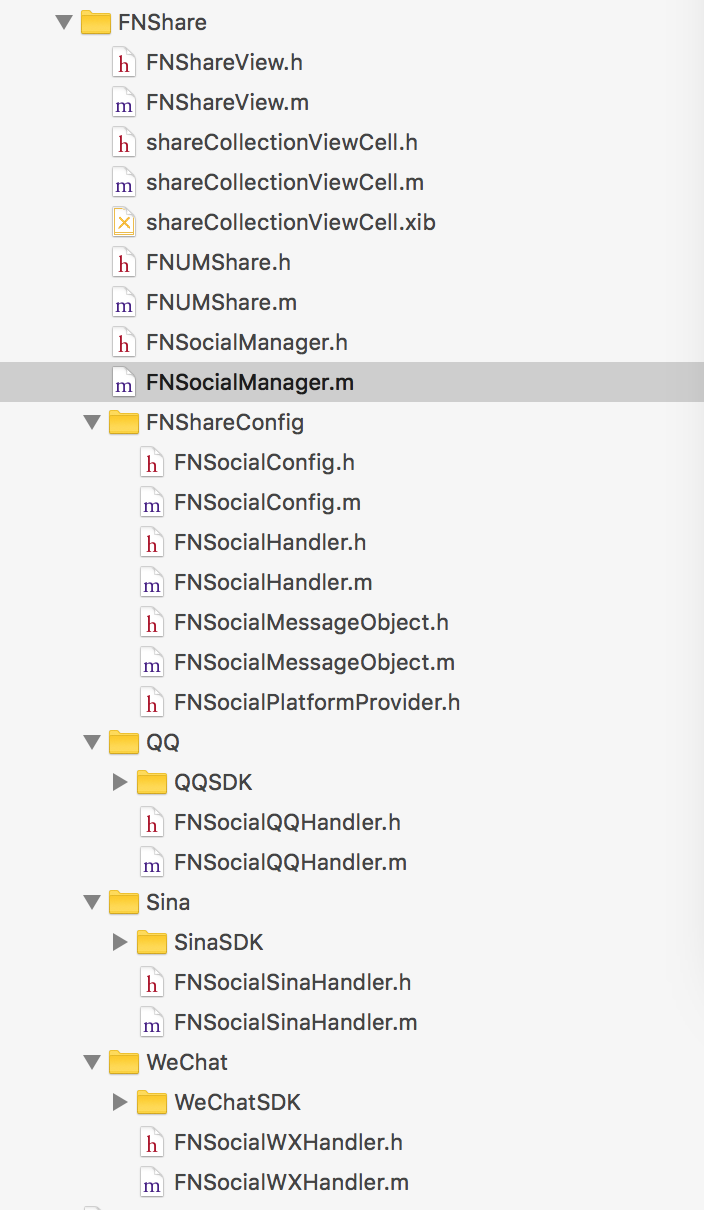 FNShare
h FNShareView.h
m FNShareView.m
h shareCollectionViewCell.h
m shareCollectionViewCell.m
shareCollectionViewCell.xib
h FNUMShare.h
m FNUMShare.m
h FNSocialManager.h
m FNSocialManager.m
FNShareConfig
h FNSocialConfig.h
m FNSocialConfig.m
h FNSocialHandler.h
m FNSocialHandler.m
h FNSocialMessageObject.h
m FNSocialMessageObject.m
h FNSocialPlatformProvider.h
QQ
QQSDK
h FNSocialQQHandler.h
m FNSocialQQHandler.m
Sina
SinaSDK
h FNSocialSinaHandler.h
m FNSocialSinaHandler.m
WeChat
WeChatSDK
h FNSocialWXHandler.h
m FNSocialWXHandler.m